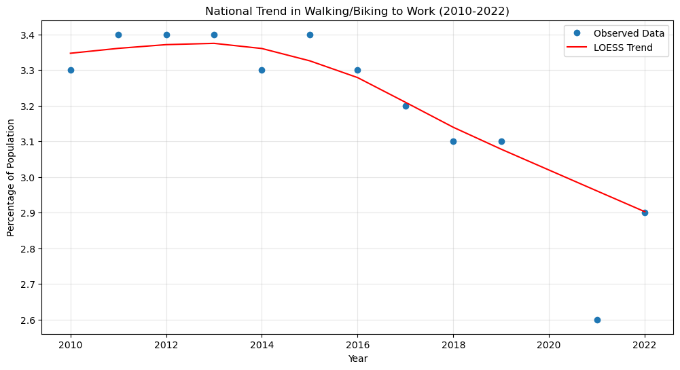 National Trend in Walking/Biking to Work (2010-2022)
Observed Data
LOESS Trend
Percentage of Population
3.4
3.3
3.2
3.1
3.0
2.9
2.8
2.7
2.6
2010 2012 2014 2016 2018 2020 2022
Year